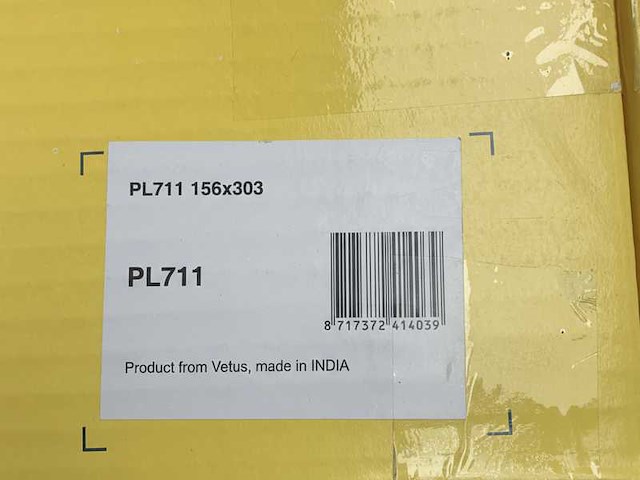 PL711 156x303
PL711
8 717372 414039
Product from Vetus, made in INDIA